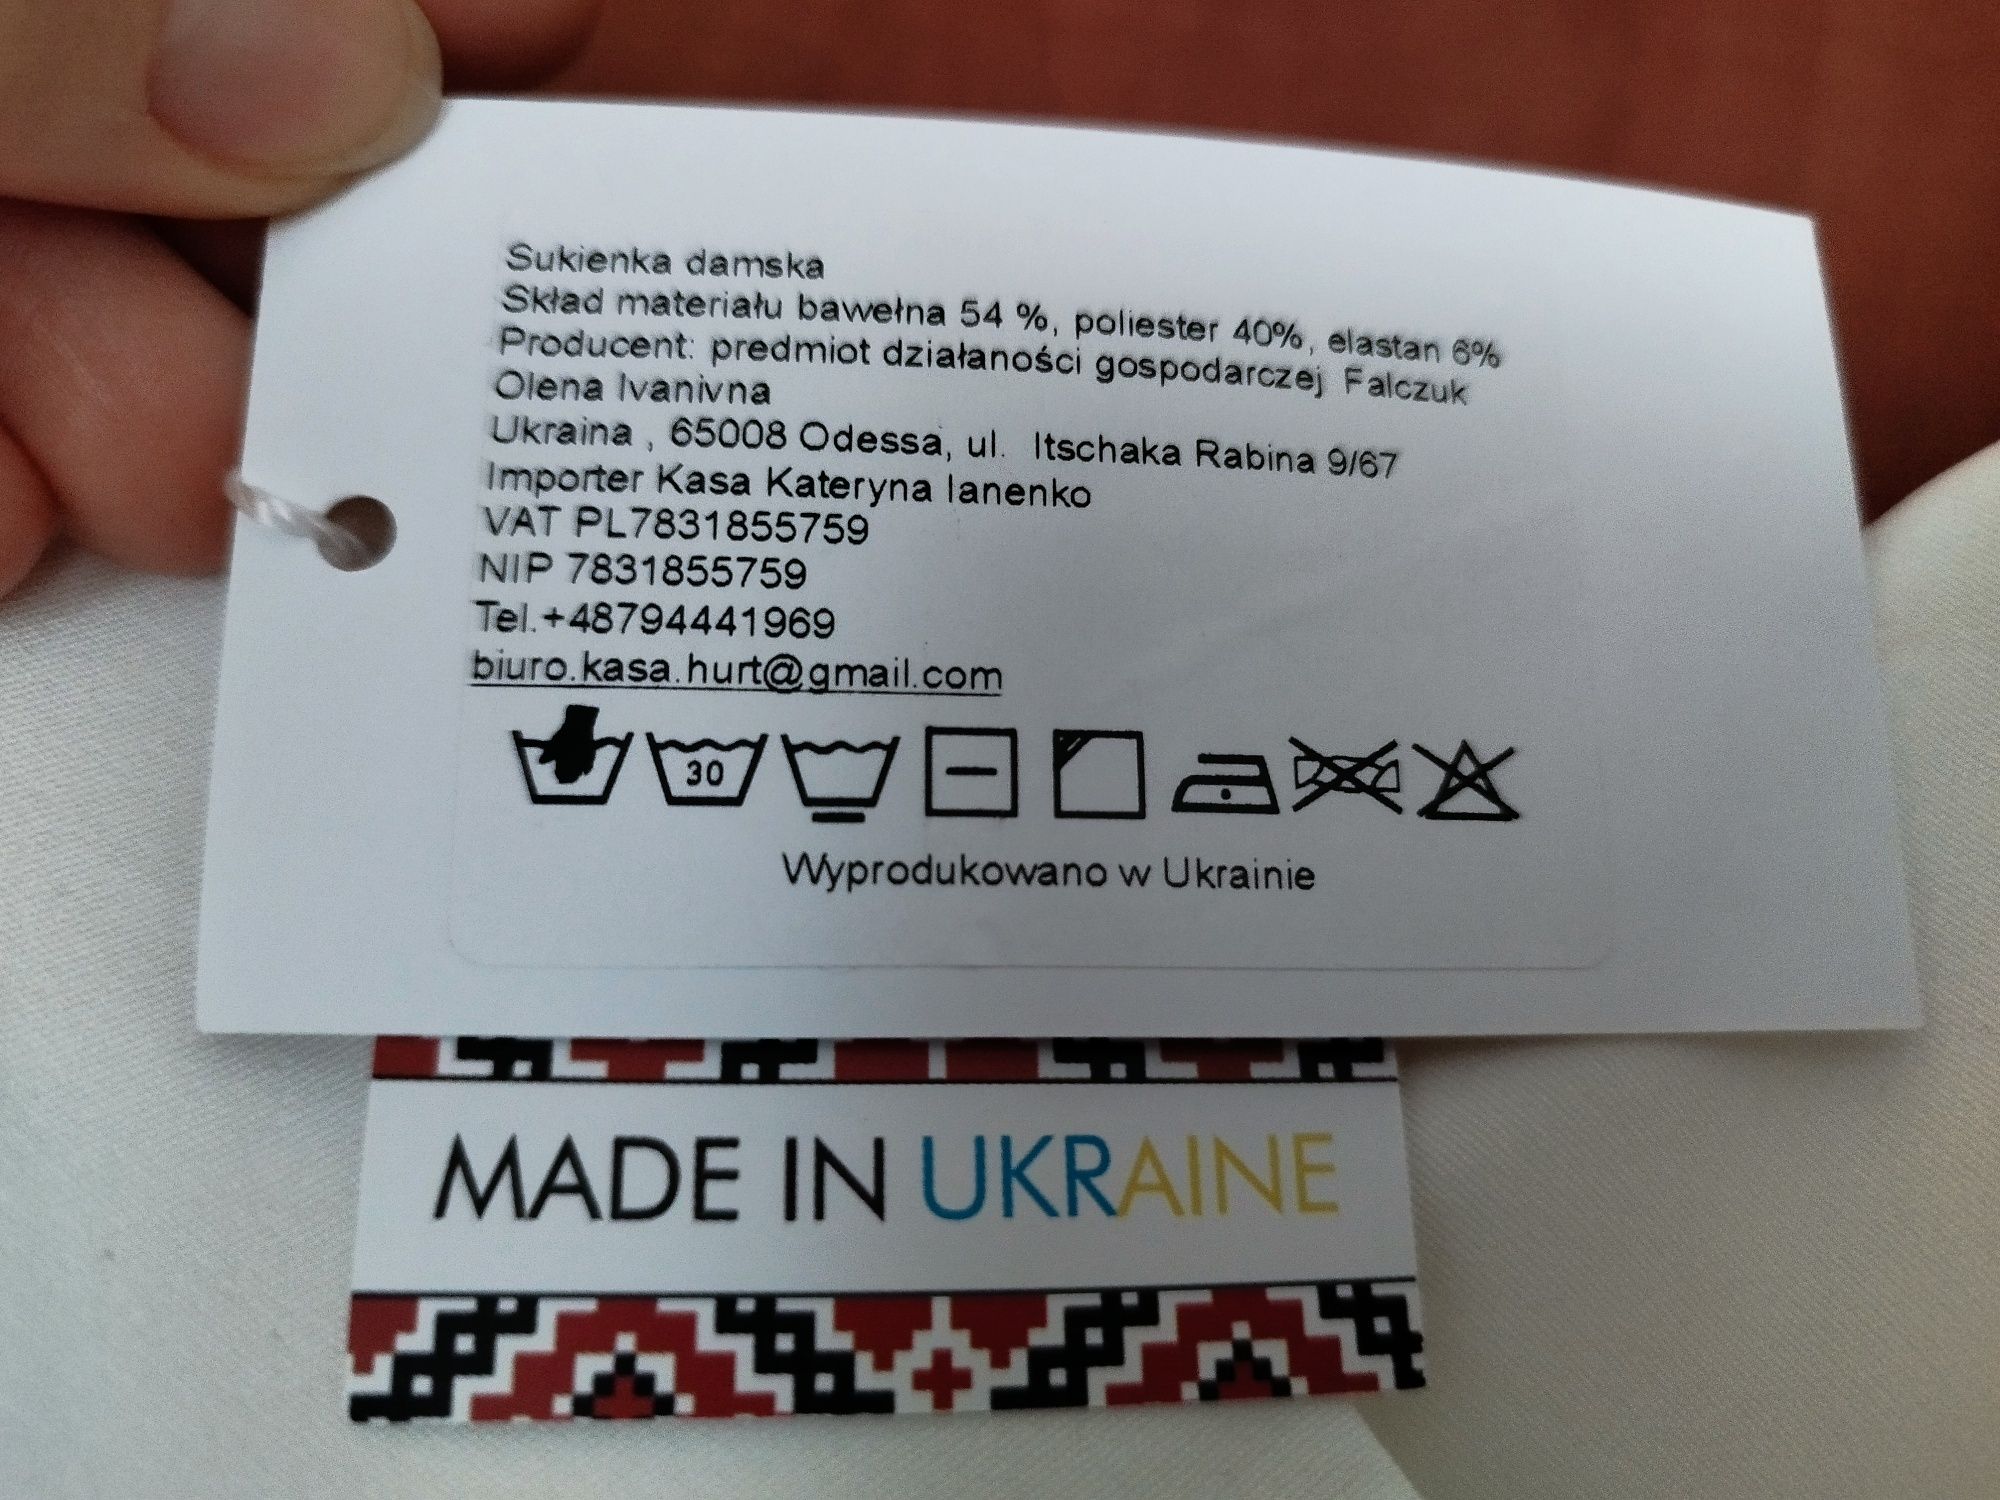 Sukienka damska
Skład materiału bawełna 54 %, poliester 40%, elastan 6%
Producent: predmiot działaności gospodarczej Falczuk
Olena Ivanivna
Ukraina , 65008 Odessa, ul. Itschaka Rabina 9/67
Importer Kasa Kateryna Ianenko
VAT PL7831855759
NIP 7831855759
Tel.+48794441969
biuro.kasa.hurt@gmail.com
30
Wyprodukowano w Ukrainie
MADE IN UKRAINE